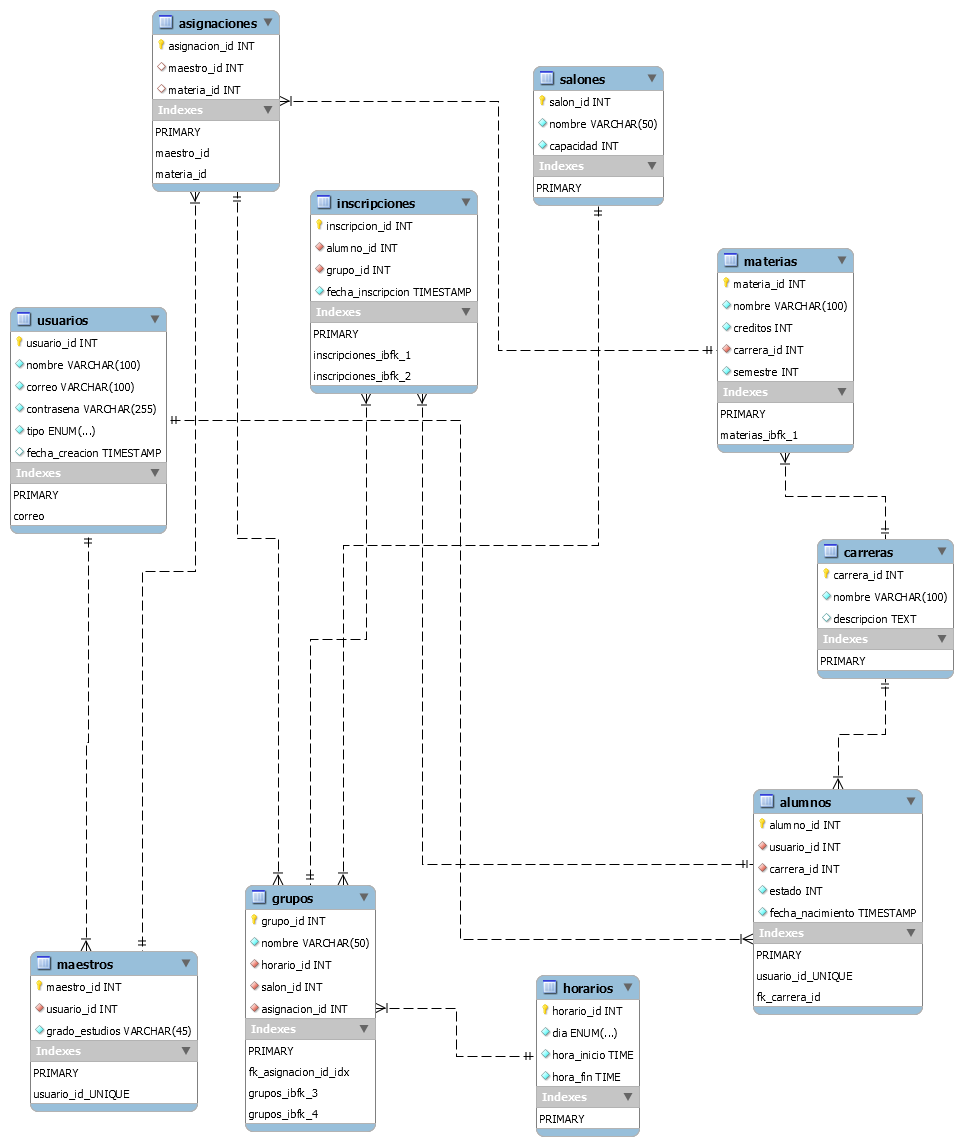 asignaciones
asignacion_id INT
maestro_id INT
materia_id INT
Indexes
PRIMARY
maestro_id
materia_id
salones
salon_id INT
nombre VARCHAR(50)
capacidad INT
Indexes
PRIMARY
inscripciones
inscripcion_id INT
alumno_id INT
grupo_id INT
fecha_inscripcion TIMESTAMP
Indexes
PRIMARY
inscripciones_ibfk_1
inscripciones_ibfk_2
materias
materia_id INT
nombre VARCHAR(100)
creditos INT
carrera_id INT
semestre INT
Indexes
PRIMARY
materias_ibfk_1
usuarios
usuario_id INT
nombre VARCHAR(100)
correo VARCHAR(100)
contrasena VARCHAR(255)
tipo ENUM(...)
fecha_creacion TIMESTAMP
Indexes
PRIMARY
correo
carreras
carrera_id INT
nombre VARCHAR(100)
descripcion TEXT
Indexes
PRIMARY
alumnos
alumno_id INT
usuario_id INT
carrera_id INT
estado INT
fecha_nacimiento TIMESTAMP
Indexes
PRIMARY
usuario_id_UNIQUE
fk_carrera_id
grupos
grupo_id INT
nombre VARCHAR(50)
horario_id INT
salon_id INT
asignacion_id INT
Indexes
PRIMARY
fk_asignacion_id_idx
grupos_ibfk_3
grupos_ibfk_4
maestros
maestro_id INT
usuario_id INT
grado_estudios VARCHAR(45)
Indexes
PRIMARY
usuario_id_UNIQUE
horarios
horario_id INT
dia ENUM(...)
hora_inicio TIME
hora_fin TIME
Indexes
PRIMARY